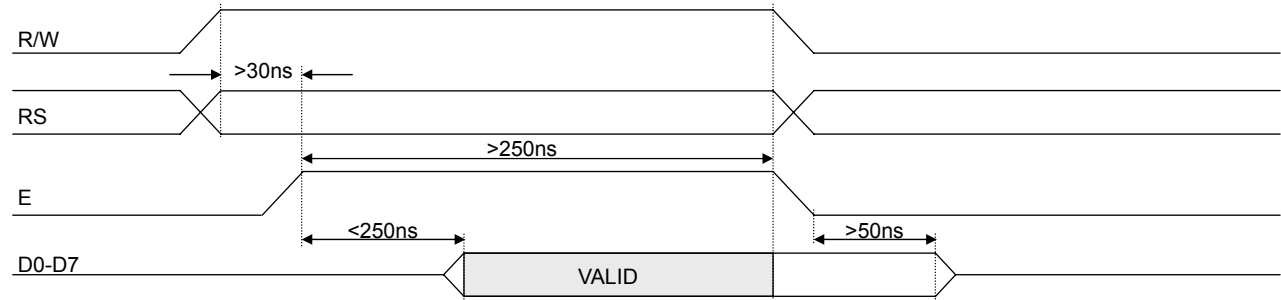 R/W
>30ns
RS
>250ns
E
<250ns
>50ns
D0-D7
VALID